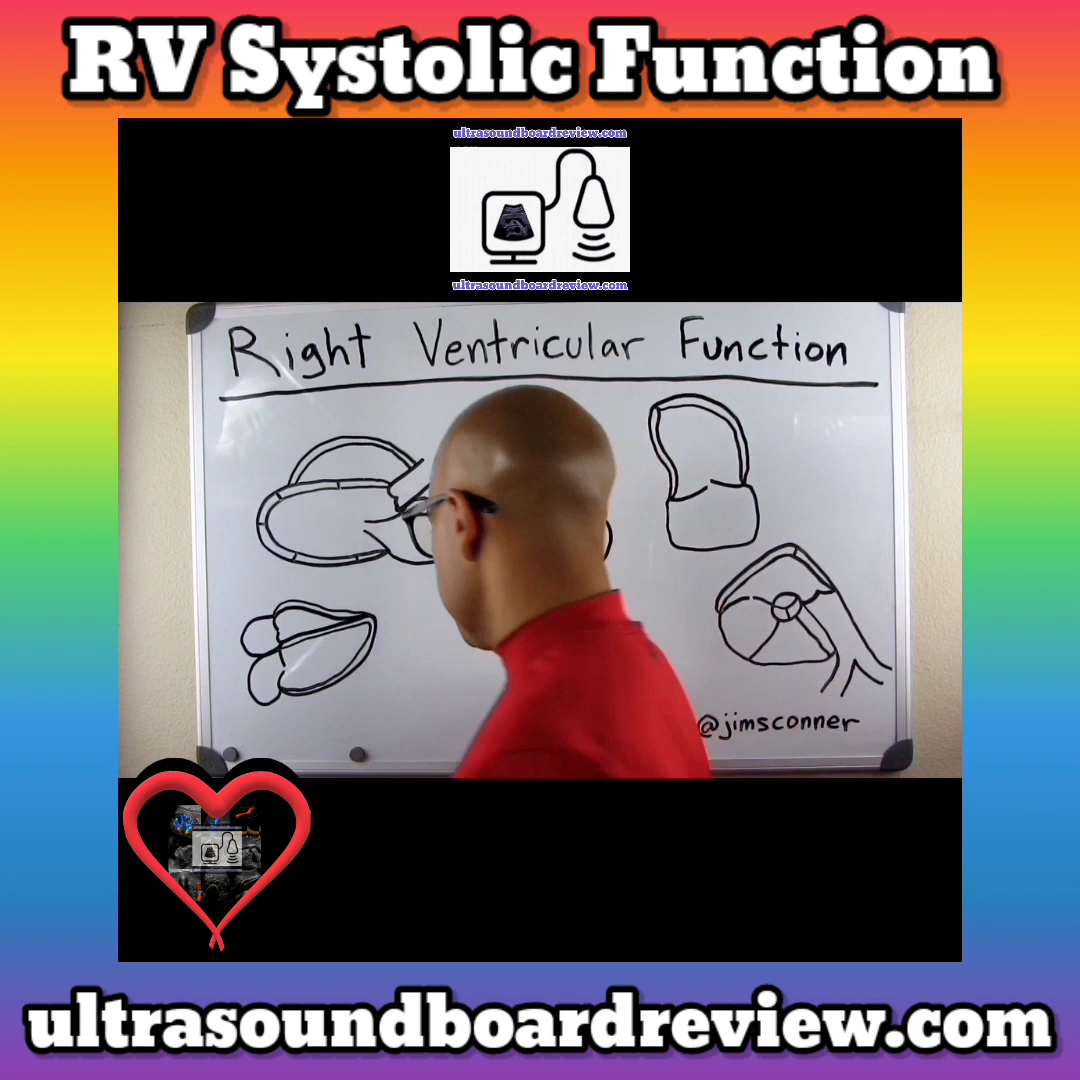 RV Systolic Function
ultrasoundboardreview.com
ultrasoundboardreview.com
Right Ventricular Function
@jimsconner
ultrasoundboardreview.com